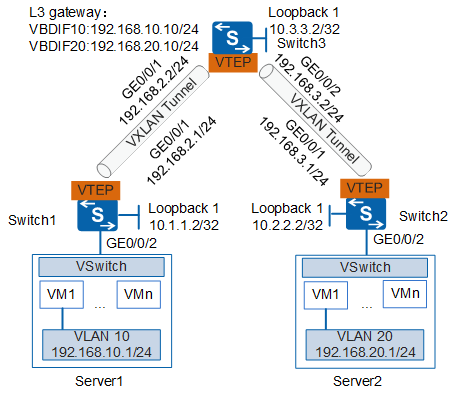 L3 gateway:
VBDIF10:192.168.10.10/24
VBDIF20:192.168.20.10/24
Loopback 1
10.3.3.2/32
Switch3
S
VTEP
GE0/0/1
192.168.2.2/24
GE0/0/2
192.168.3.2/24
VXLAN Tunnel
VXLAN Tunnel
GE0/0/1
192.168.2.1/24
GE0/0/1
192.168.3.1/24
VTEP
VTEP
Switch1
S
Loopback 1
10.1.1.2/32
Loopback 1
10.2.2.2/32
S
Switch2
GE0/0/2
GE0/0/2
VSwitch
VM1
...
VMn
VLAN 10
192.168.10.1/24
Server1
VSwitch
VM1
...
VMn
VLAN 20
192.168.20.1/24
Server2